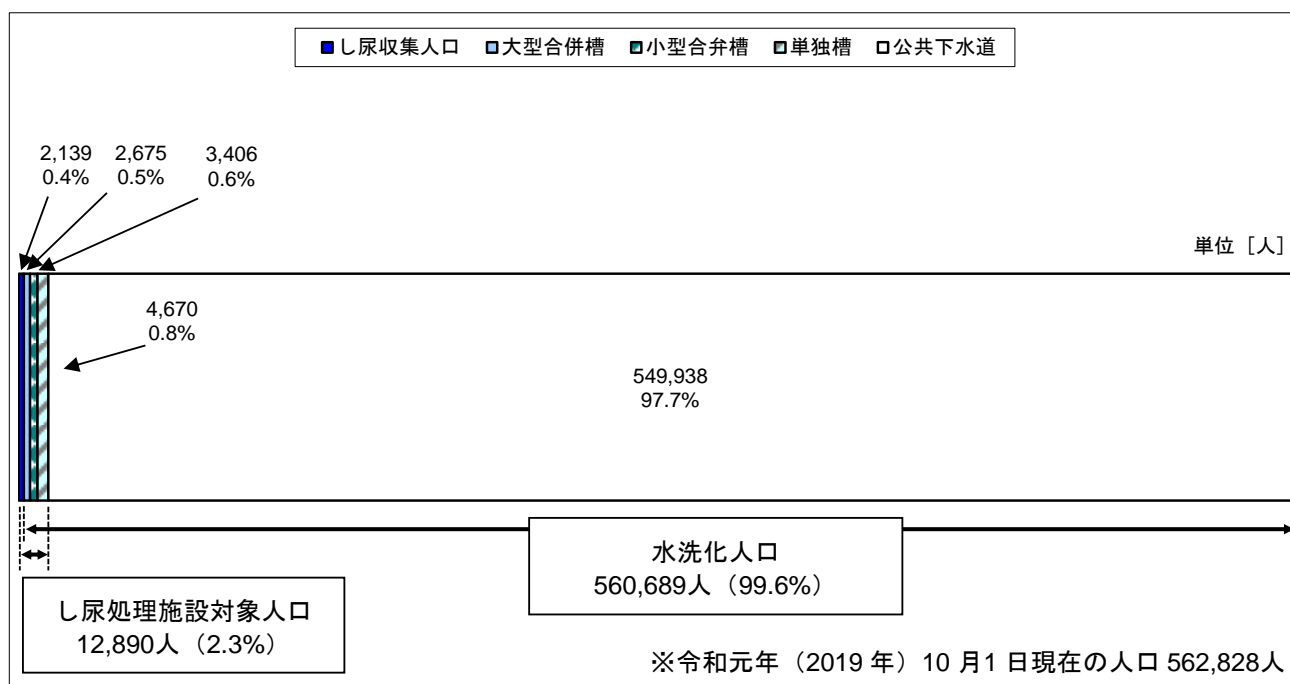 し尿収集人口 大型合併槽 小型合弁槽 単独槽 公共下水道
2,139 2,675 3,406
0.4% 0.5% 0.6%
単位［人］
4,670
0.8%
549,938
97.7%
水洗化人口
560,689人（99.6%）
し尿処理施設対象人口
12,890人（2.3%）
※令和元年（2019 年）10 月1 日現在の人口 562,828人